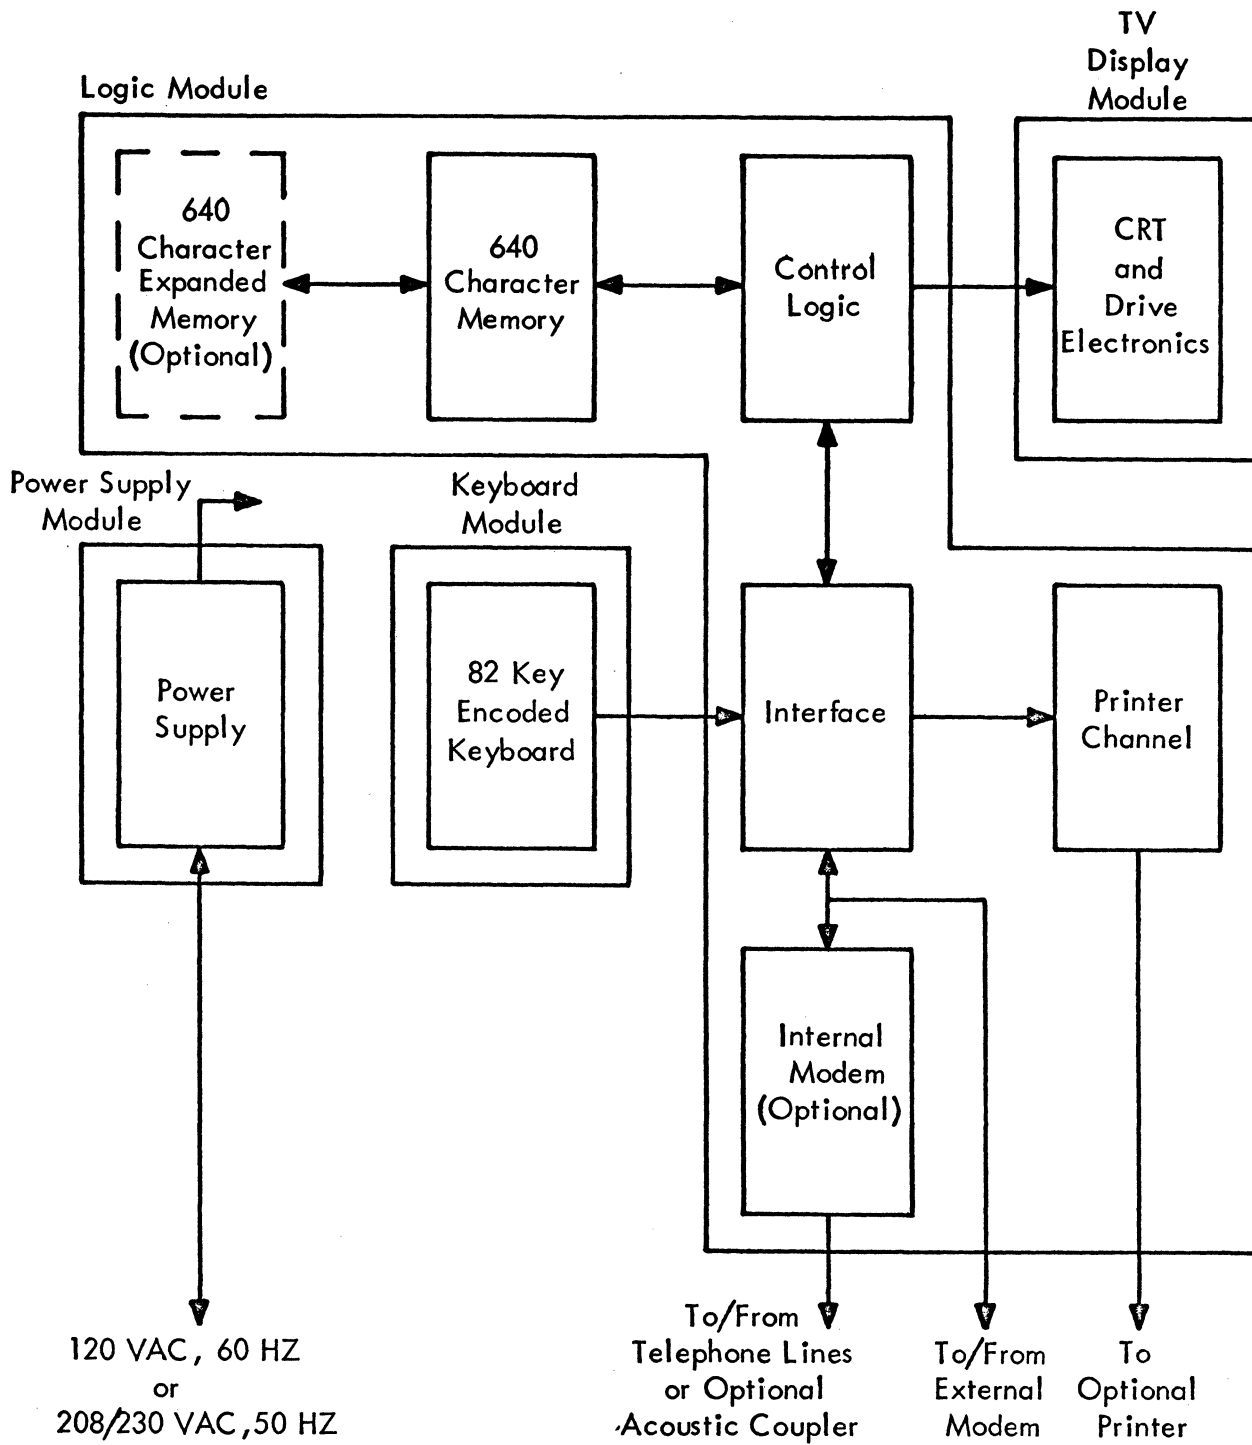 TV
Display
Module
Logic Module
640
Character
Expanded
Memory
(Optional)
640
Character
Memory
Control
Logic
CRT
and
Drive
Electronics
Power Supply
Module
Keyboard
Module
Power
Supply
82 Key
Encoded
Keyboard
Interface
Printer
Channel
Internal
Modem
(Optional)
120 VAC, 60 HZ
or
208/230 VAC, 50 HZ
To/From
Telephone Lines
or Optional
Acoustic Coupler
To/From
External
Modem
To
Optional
Printer